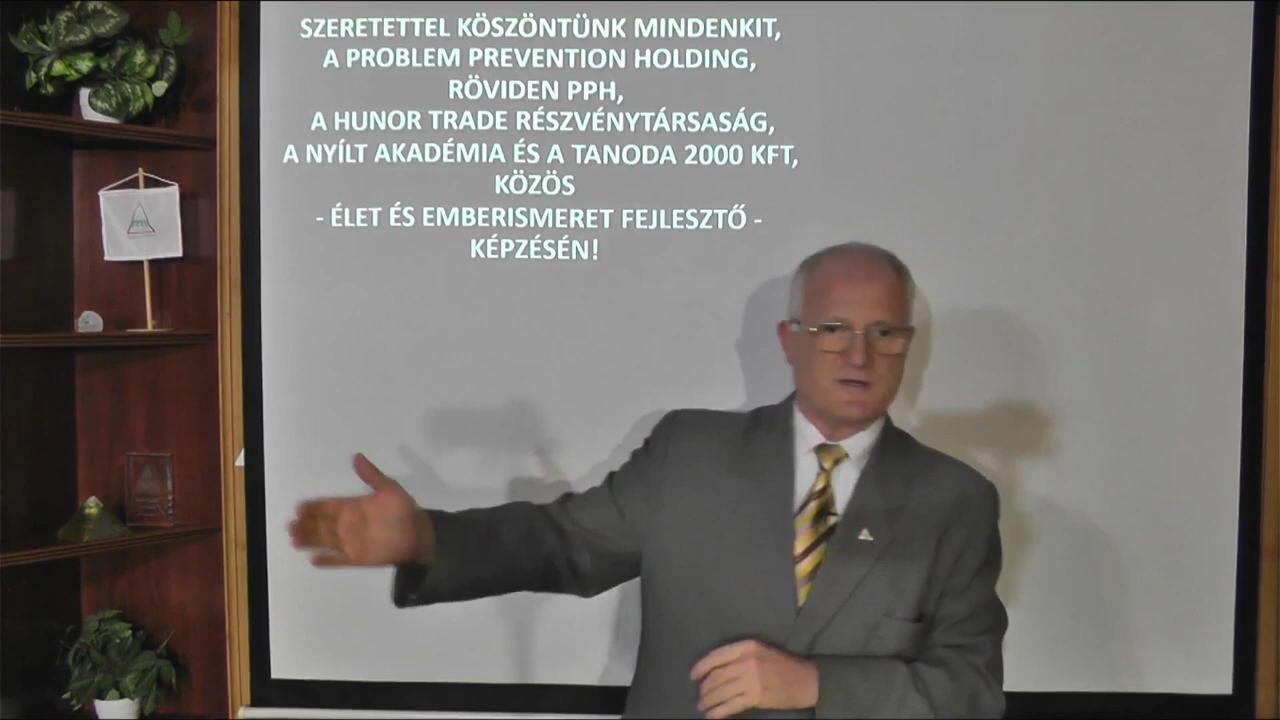 SZERETETTEL KÖSZÖNTÜNK MINDENKIT,
A PROBLEM PREVENTION HOLDING,
RÖVIDEN PPH,
A HUNOR TRADE RÉSZVÉNYTÁRSASÁG,
A NYÍLT AKADÉMIA ÉS A TANODA 2000 KFT,
KÖZÖS
- ÉLET ÉS EMBERISMERET FEJLESZTŐ -
KÉPZÉSÉN!